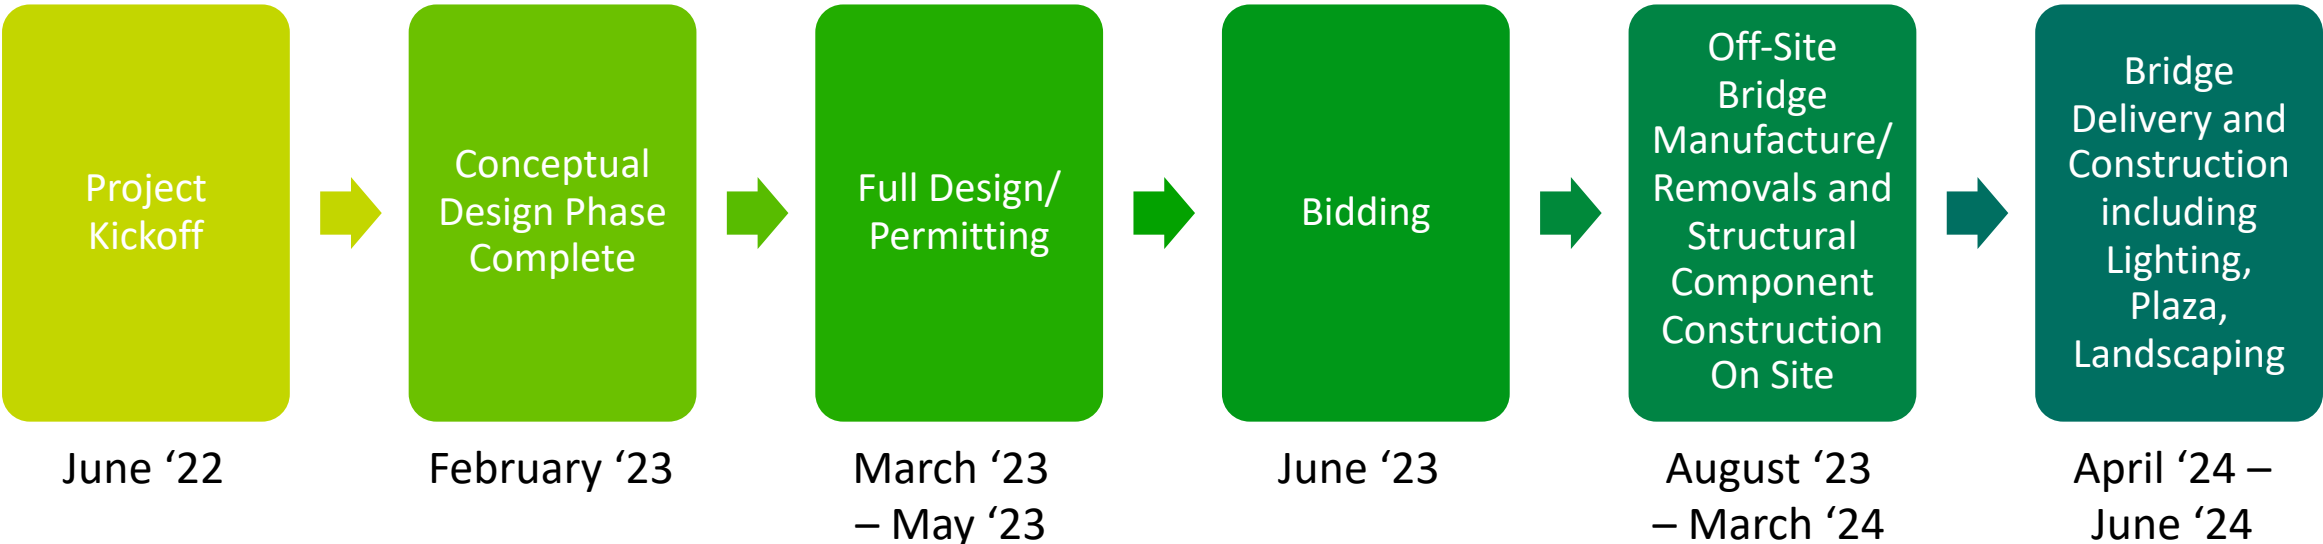 Project
Kickoff
June ‘22
Conceptual
Design Phase
Complete
February ‘23
Full Design/
Permitting
March ‘23
– May ‘23
Bidding
June ‘23
Off-Site
Bridge
Manufacture/
Removals and
Structural
Component
Construction
On Site
August ‘23
– March ‘24
Bridge
Delivery and
Construction
including
Lighting,
Plaza,
Landscaping
April ‘24 –
June ‘24